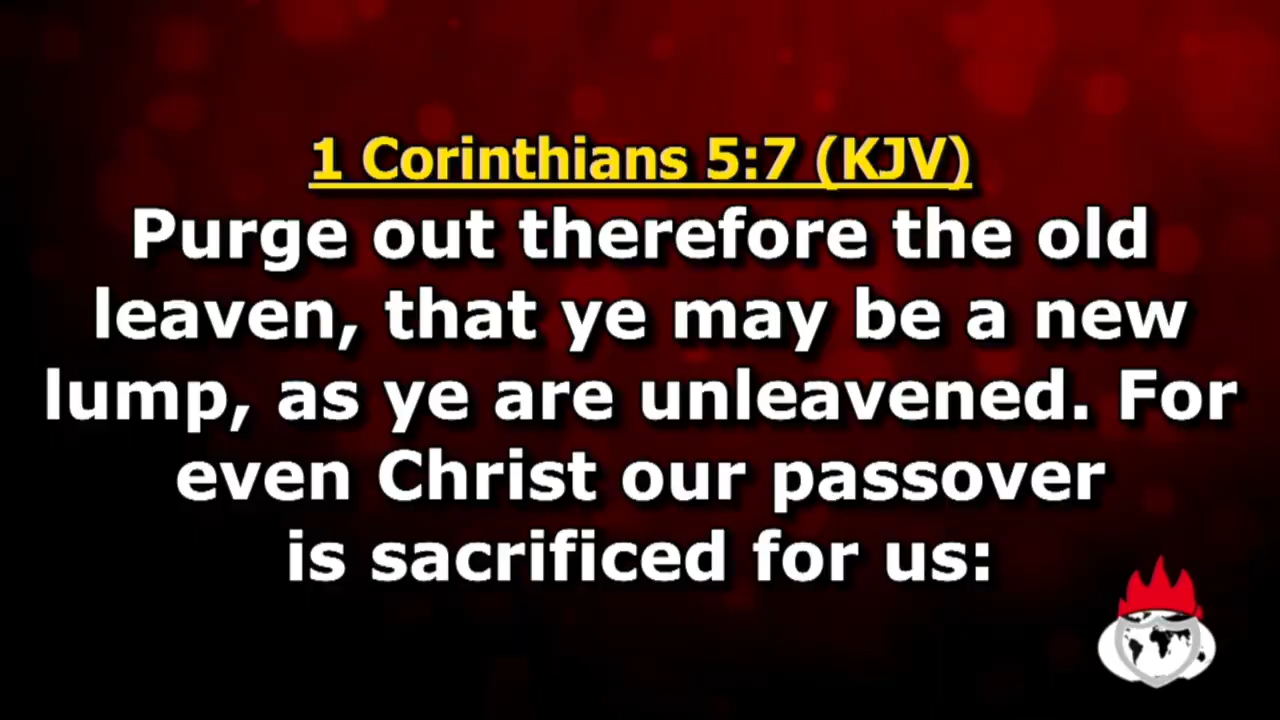 1 Corinthians 5:7 (KJV)
Purge out therefore the old
leaven, that ye may be a new
lump, as ye are unleavened. For
even Christ our passover
is sacrificed for us: